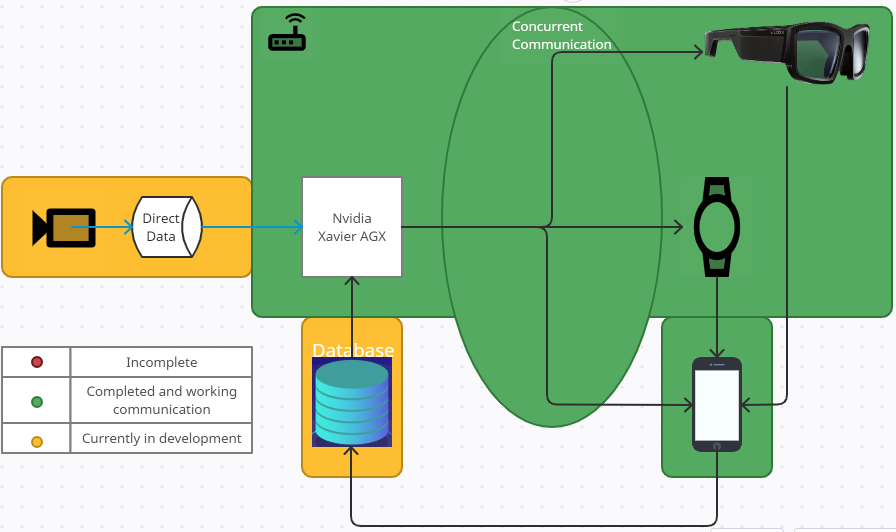 Concurrent
Communication
Direct
Data
Nvidia
Xavier AGX
Database
Incomplete
Completed and working
communication
Currently in development